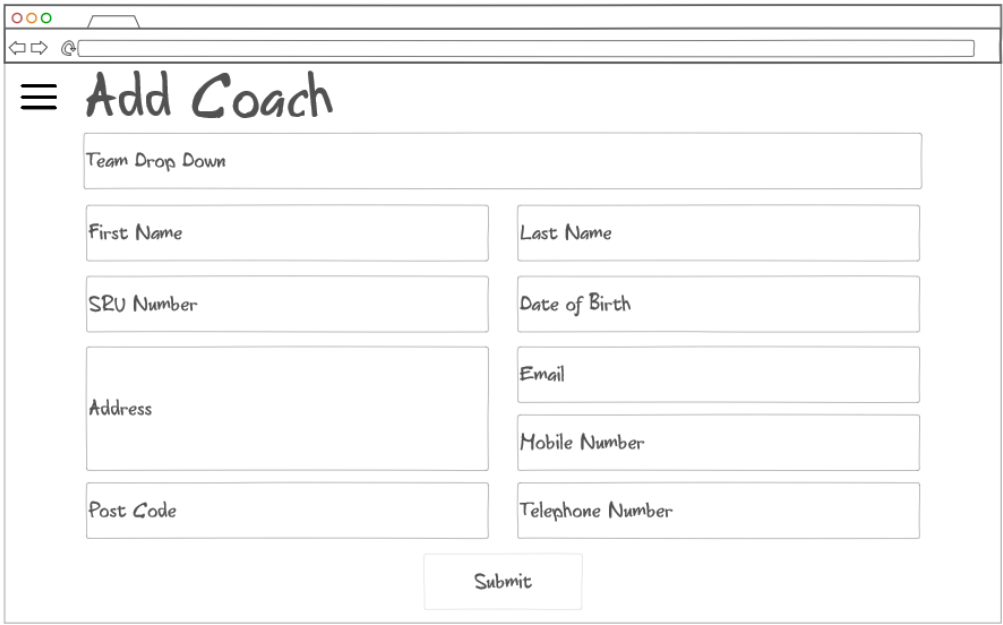 Add Coach
Team Drop Down
First Name
Last Name
SRU Number
Date of Birth
Address
Email
Mobile Number
Post Code
Telephone Number
Submit